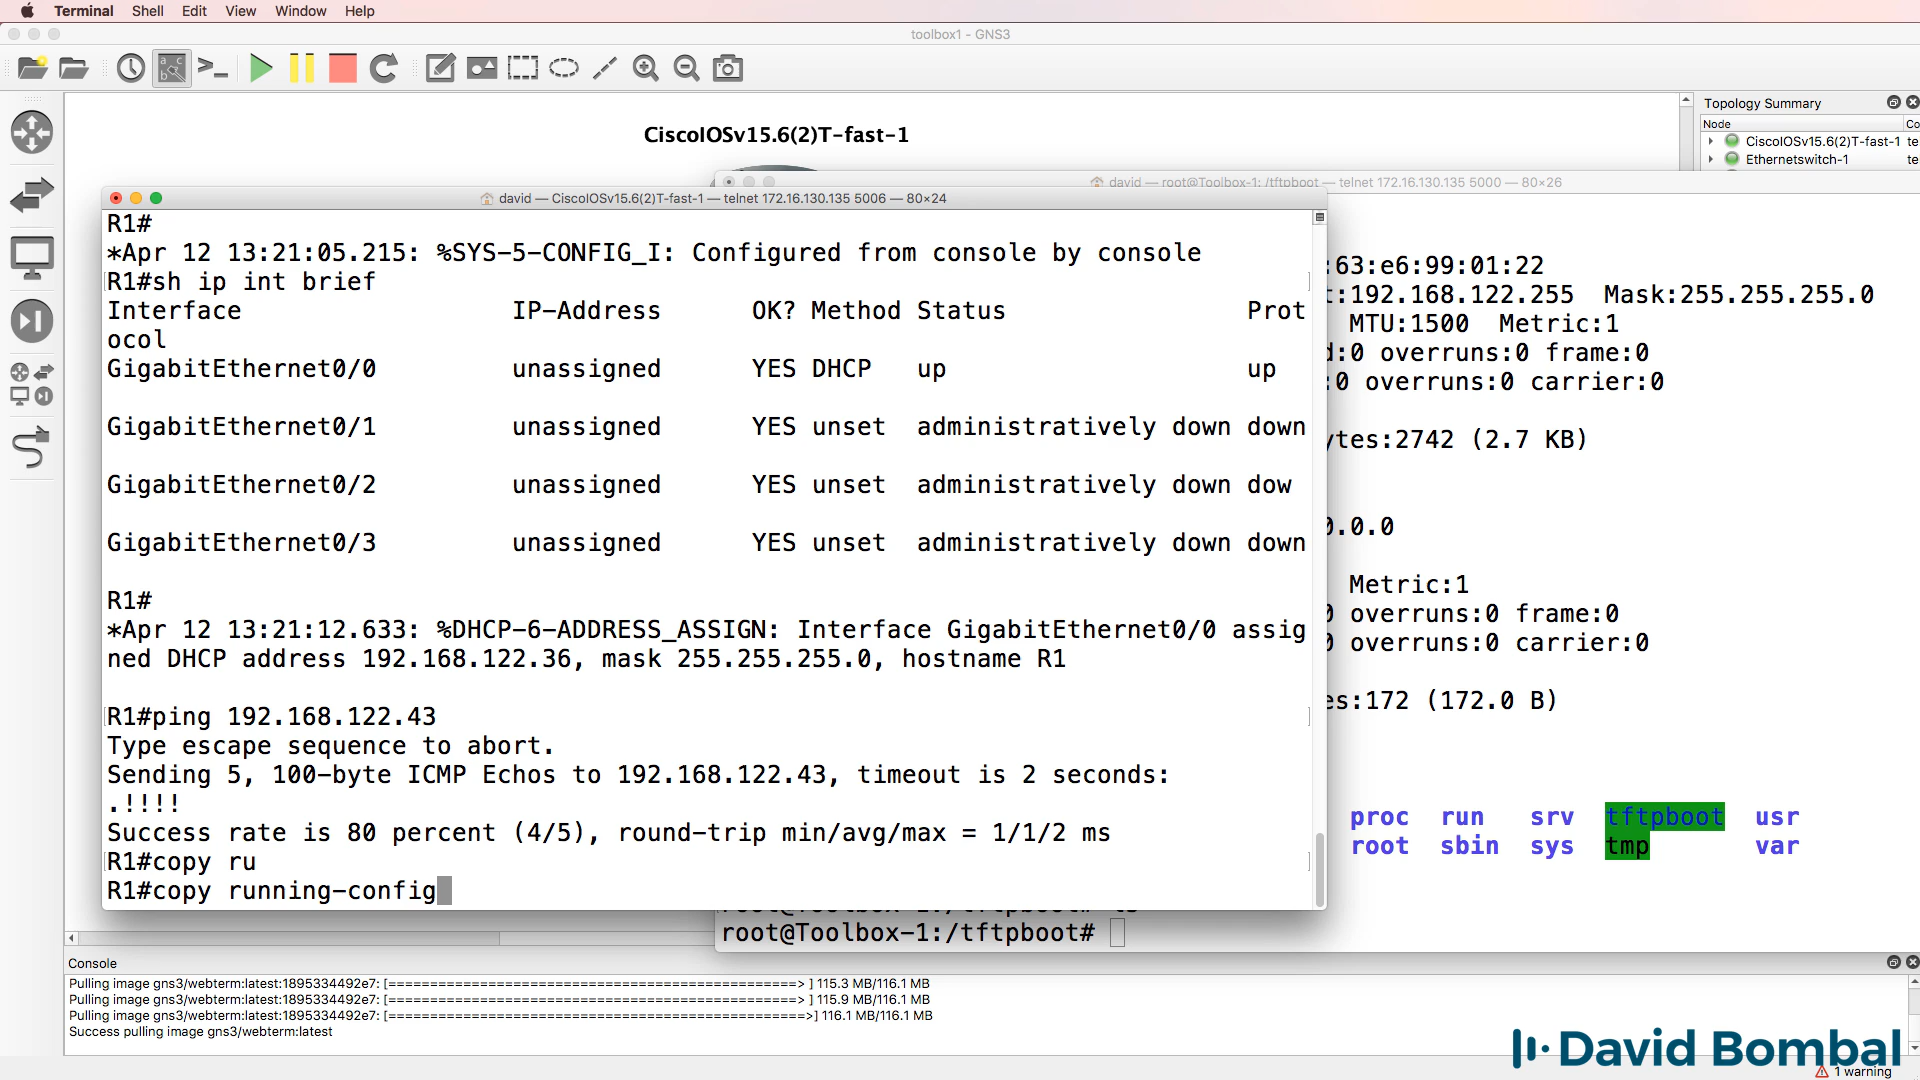 Terminal Shell Edit View Window Help
toolbox1 - GNS3
CiscoIOSv15.6(2)T-fast-1
Topology Summary
Node Co
CiscoIOSv15.6(2)T-fast-1 te
Ethernetswitch-1 te
david — root@Toolbox-1: /tftpboot — telnet 172.16.130.135 5000 — 80×26
david — CiscoIOSv15.6(2)T-fast-1 — telnet 172.16.130.135 5006 — 80×24
R1#
*Apr 12 13:21:05.215: %SYS-5-CONFIG_I: Configured from console by console
R1#sh ip int brief
Interface IP-Address OK? Method Status Prot
ocol
GigabitEthernet0/0 unassigned YES DHCP up up
GigabitEthernet0/1 unassigned YES unset administratively down down
GigabitEthernet0/2 unassigned YES unset administratively down dow
GigabitEthernet0/3 unassigned YES unset administratively down down
R1#
*Apr 12 13:21:12.633: %DHCP-6-ADDRESS_ASSIGN: Interface GigabitEthernet0/0 assig
ned DHCP address 192.168.122.36, mask 255.255.255.0, hostname R1
R1#ping 192.168.122.43
Type escape sequence to abort.
Sending 5, 100-byte ICMP Echos to 192.168.122.43, timeout is 2 seconds:
.!!!!
Success rate is 80 percent (4/5), round-trip min/avg/max = 1/1/2 ms
R1#copy ru
R1#copy running-config
:63:e6:99:01:22
t:192.168.122.255 Mask:255.255.255.0
MTU:1500 Metric:1
d:0 overruns:0 frame:0
:0 overruns:0 carrier:0
ytes:2742 (2.7 KB)
0.0.0
Metric:1
0 overruns:0 frame:0
0 overruns:0 carrier:0
es:172 (172.0 B)
proc run srv tftpboot usr
root sbin sys tmp var
root@Toolbox-1:/tftpboot# ls
root@Toolbox-1:/tftpboot#
Console
Pulling image gns3/webterm:latest:1895334492e7: [=================================================> ] 115.3 MB/116.1 MB
Pulling image gns3/webterm:latest:1895334492e7: [=================================================> ] 115.9 MB/116.1 MB
Pulling image gns3/webterm:latest:1895334492e7: [==================================================>] 116.1 MB/116.1 MB
Success pulling image gns3/webterm:latest
David Bombal
1 warning